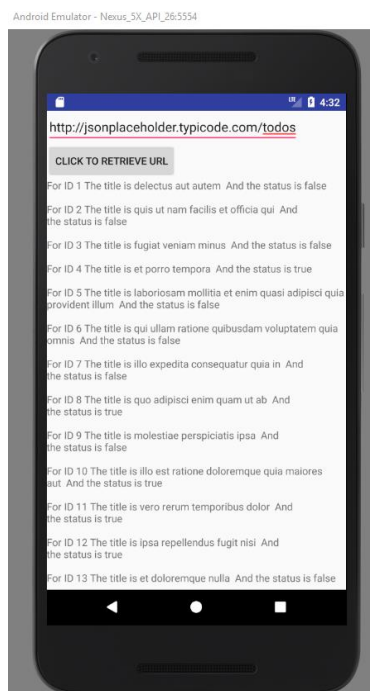 Android Emulator - Nexus_5X_API_26:5554
LTE 4:32
http://jsonplaceholder.typicode.com/todos
CLICK TO RETRIEVE URL
For ID 1 The title is delectus aut autem  And the status is false
For ID 2 The title is quis ut nam facilis et officia qui  And
the status is false
For ID 3 The title is fugiat veniam minus  And the status is false
For ID 4 The title is et porro tempora  And the status is true
For ID 5 The title is laboriosam mollitia et enim quasi adipisci quia
provident illum  And the status is false
For ID 6 The title is qui ullam ratione quibusdam voluptatem quia
omnis  And the status is false
For ID 7 The title is illo expedita consequatur quia in  And
the status is false
For ID 8 The title is quo adipisci enim quam ut ab  And
the status is true
For ID 9 The title is molestiae perspiciatis ipsa  And
the status is false
For ID 10 The title is illo est ratione doloremque quia maiores
aut  And the status is true
For ID 11 The title is vero rerum temporibus dolor  And
the status is true
For ID 12 The title is ipsa repellendus fugit nisi  And
the status is true
For ID 13 The title is et doloremque nulla  And the status is false